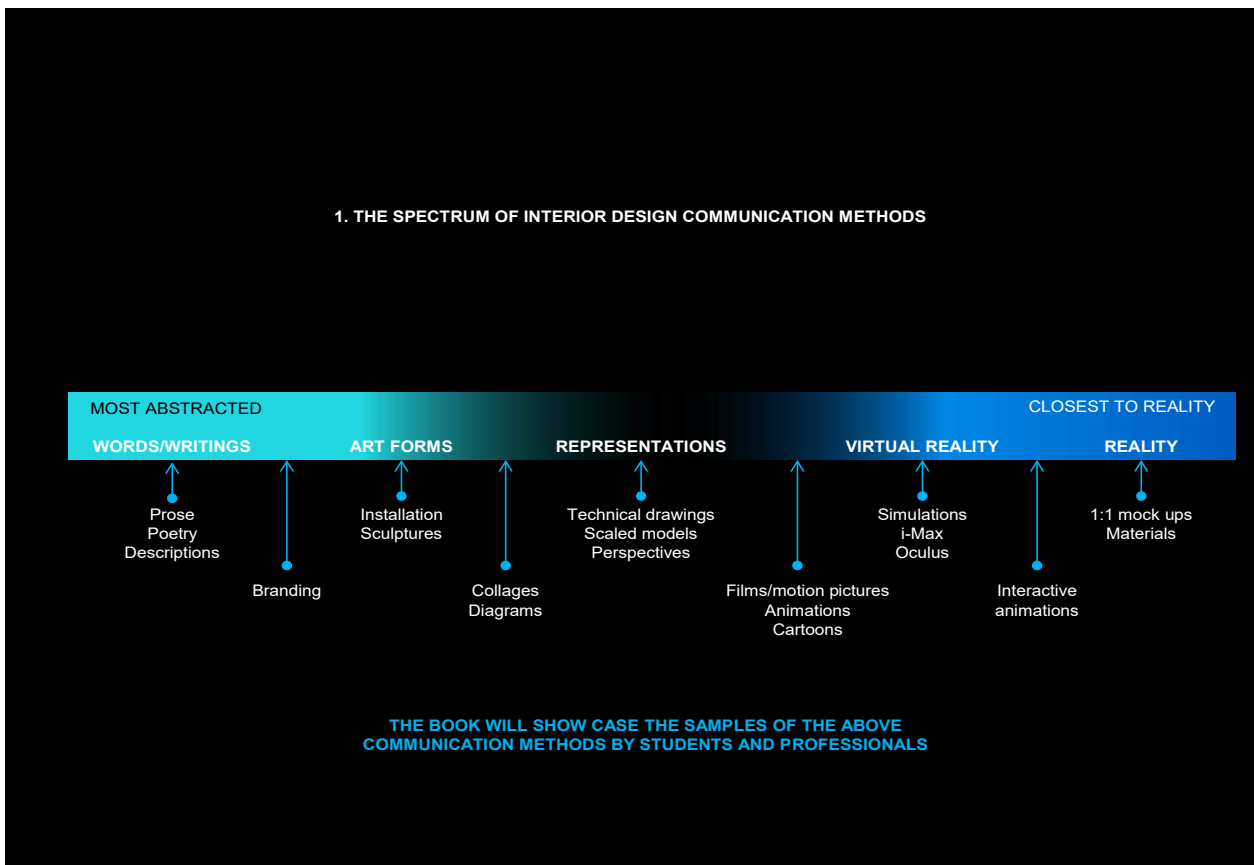 1. THE SPECTRUM OF INTERIOR DESIGN COMMUNICATION METHODS
MOST ABSTRACTED
CLOSEST TO REALITY
WORDS/WRITINGS
ART FORMS
REPRESENTATIONS
VIRTUAL REALITY
REALITY
Prose
Poetry
Descriptions
Branding
Installation
Sculptures
Collages
Diagrams
Technical drawings
Scaled models
Perspectives
Films/motion pictures
Animations
Cartoons
Simulations
i-Max
Oculus
Interactive
animations
1:1 mock ups
Materials
THE BOOK WILL SHOW CASE THE SAMPLES OF THE ABOVE
COMMUNICATION METHODS BY STUDENTS AND PROFESSIONALS